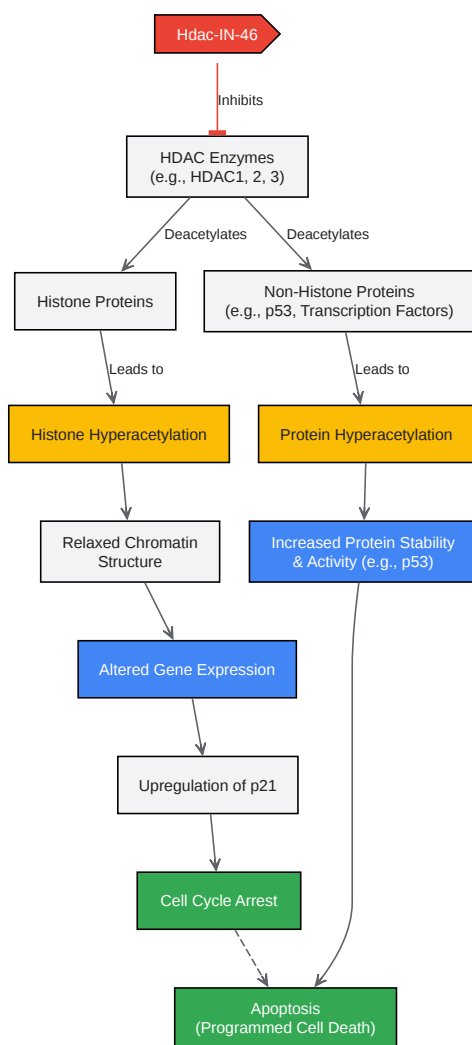 Hdac-IN-46
Inhibits
HDAC Enzymes
(e.g., HDAC1, 2, 3)
Deacetylates
Deacetylates
Histone Proteins
Non-Histone Proteins
(e.g., p53, Transcription Factors)
Leads to
Leads to
Histone Hyperacetylation
Protein Hyperacetylation
Relaxed Chromatin
Structure
Increased Protein Stability
& Activity (e.g., p53)
Altered Gene Expression
Upregulation of p21
Cell Cycle Arrest
Apoptosis
(Programmed Cell Death)